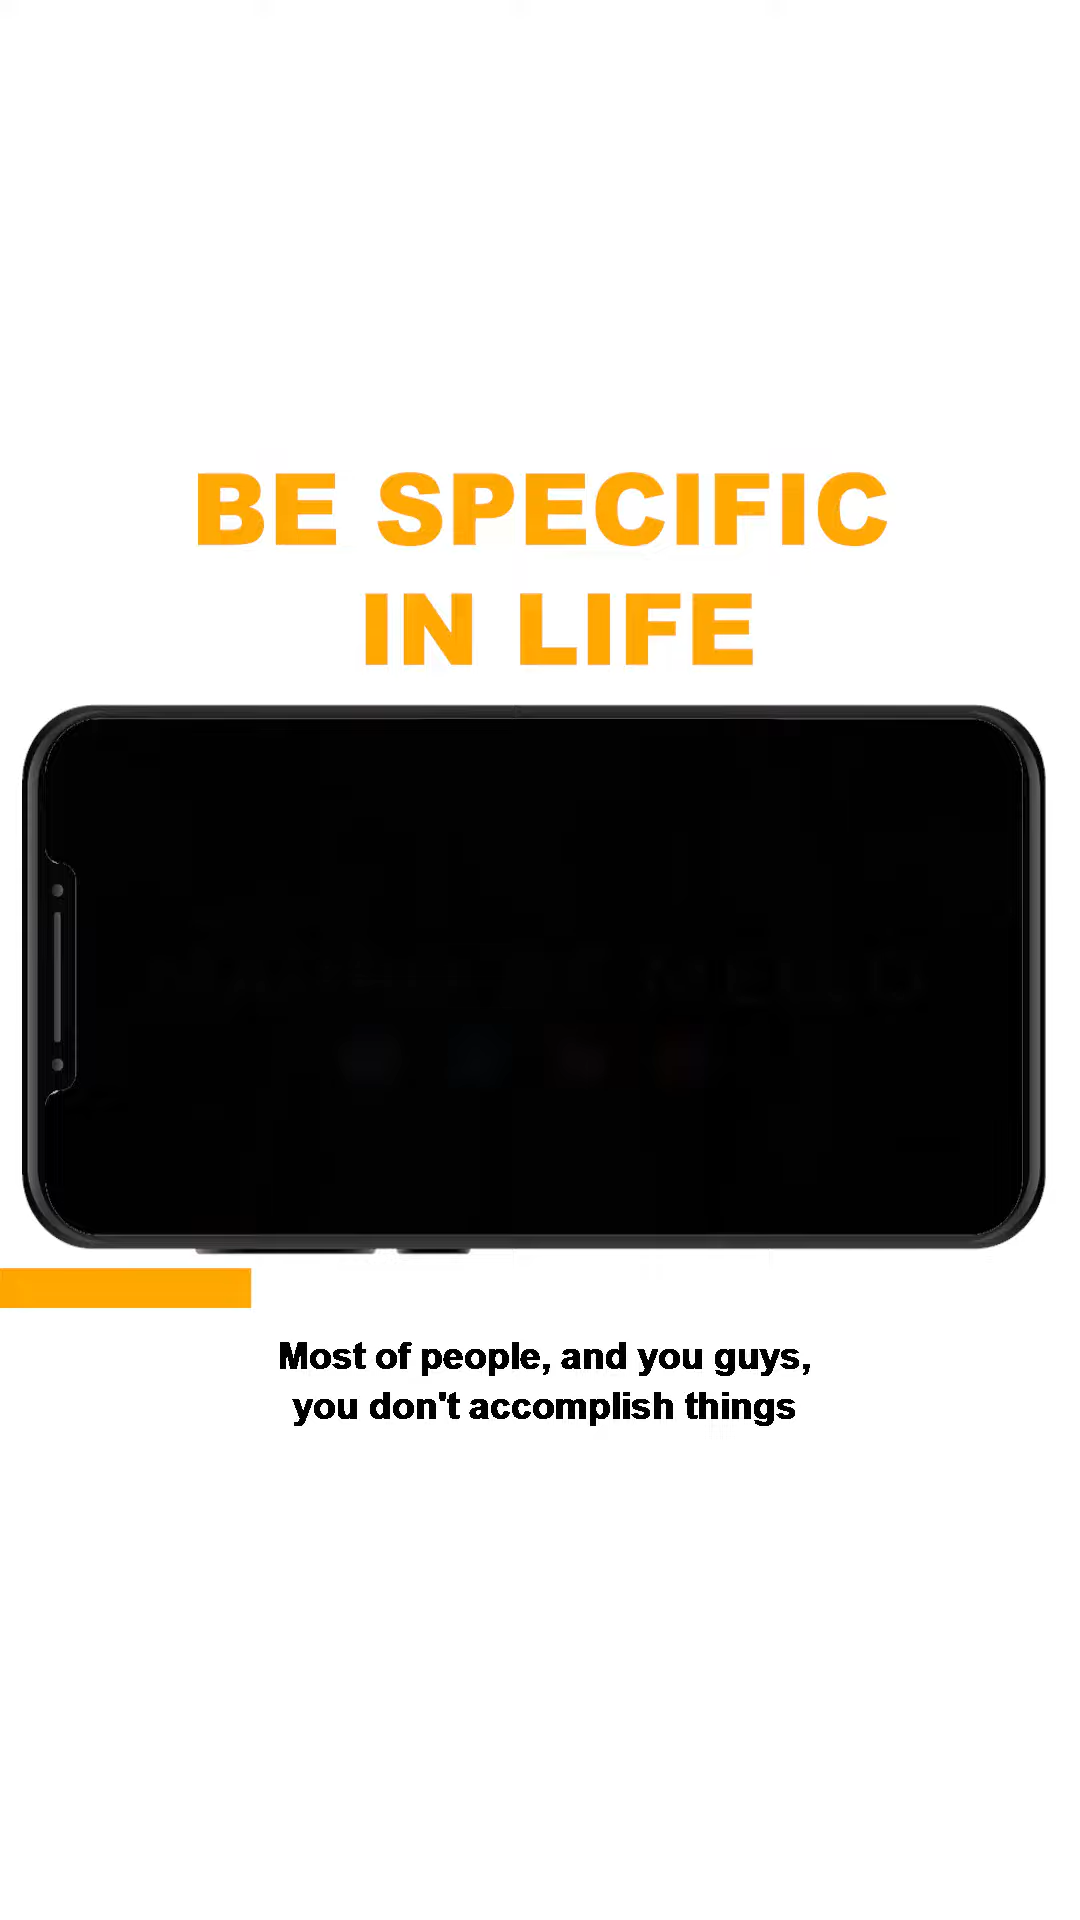 BE SPECIFIC
IN LIFE
Most of people, and you guys,
you don't accomplish things